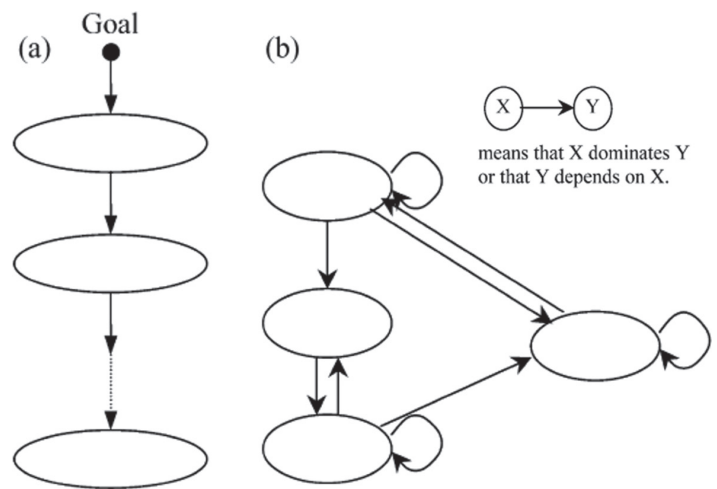 Goal
(a)
(b)
X
Y
means that X dominates Y
or that Y depends on X.